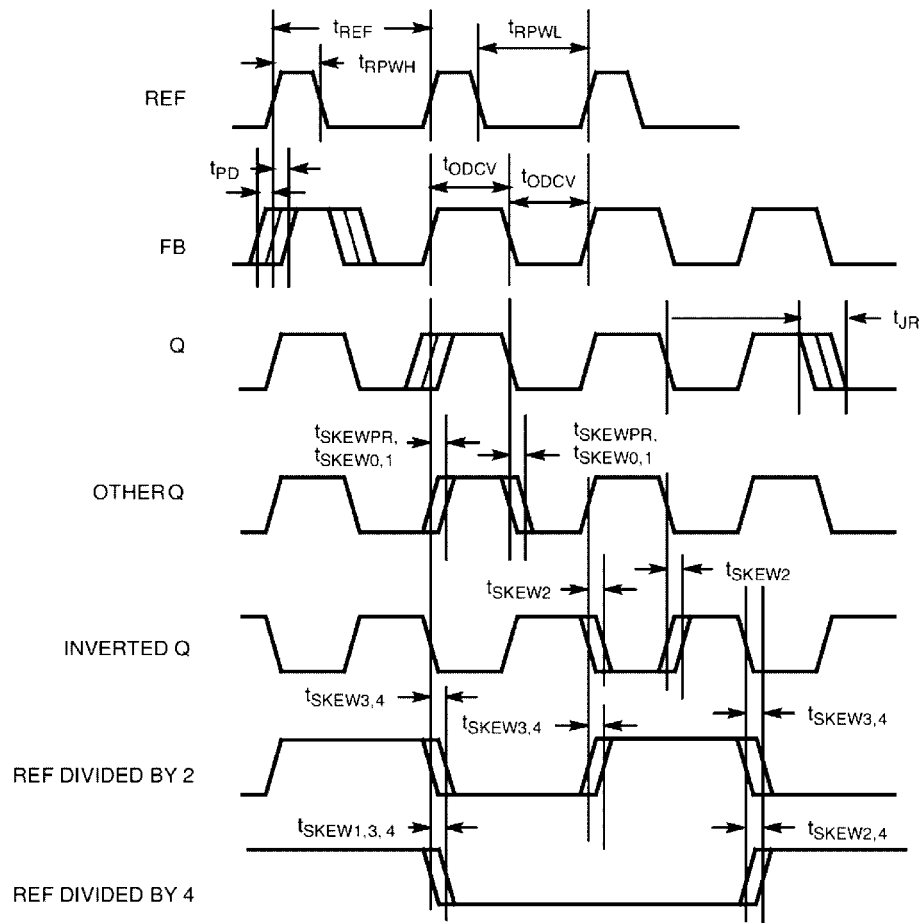 tREF
tRPWL
tRPWH
REF
tPD
tODCV
tODCV
FB
Q
tJR
tSKEWPR,
tSKEW0,1
tSKEWPR,
tSKEW0,1
OTHER Q
tSKEW2
tSKEW2
INVERTED Q
tSKEW3,4
tSKEW3,4
tSKEW3,4
REF DIVIDED BY 2
tSKEW1,3,4
tSKEW2,4
REF DIVIDED BY 4